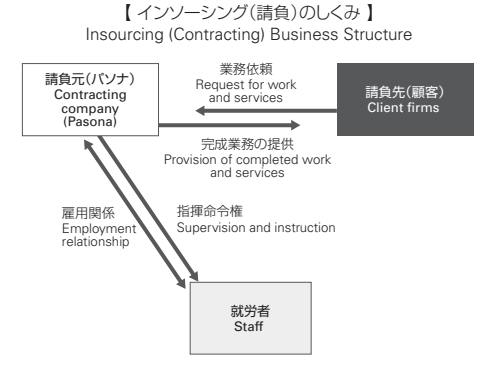 【 インソーシング（請負）のしくみ 】
Insourcing (Contracting) Business Structure
請負元（パソナ）
Contracting
company
(Pasona)
業務依頼
Request for work
and services
請負先（顧客）
Client firms
完成業務の提供
Provision of completed work
and services
雇用関係
Employment
relationship
指揮命令権
Supervision and instruction
就労者
Staff